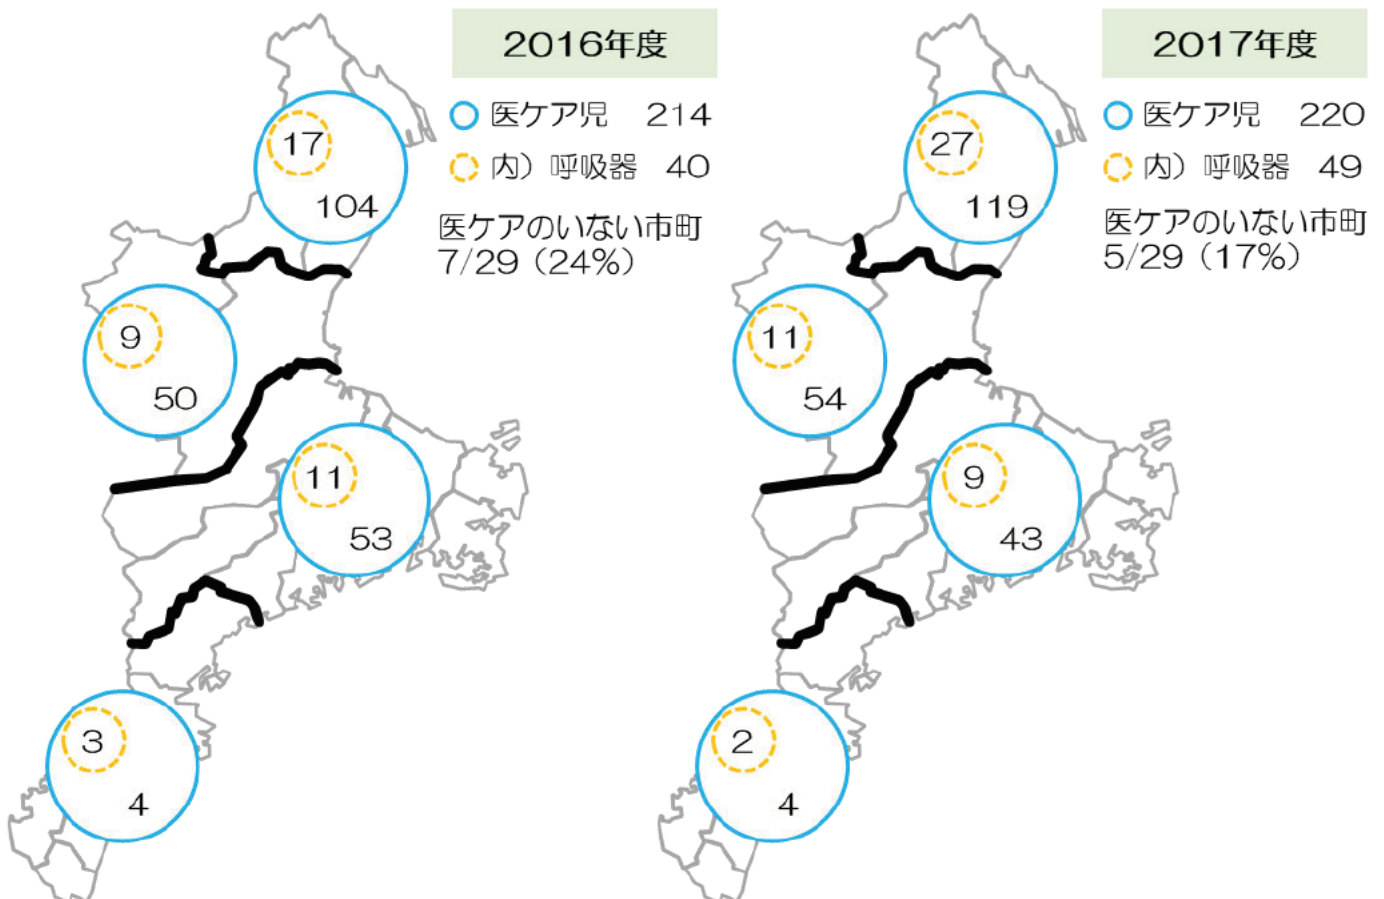 2016年度
医ケア児 214
内）呼吸器 40
医ケアのいない市町
7/29（24%）
17
104
9
50
11
53
3
4
2017年度
医ケア児 220
内）呼吸器 49
医ケアのいない市町
5/29（17%）
27
119
11
54
9
43
2
4